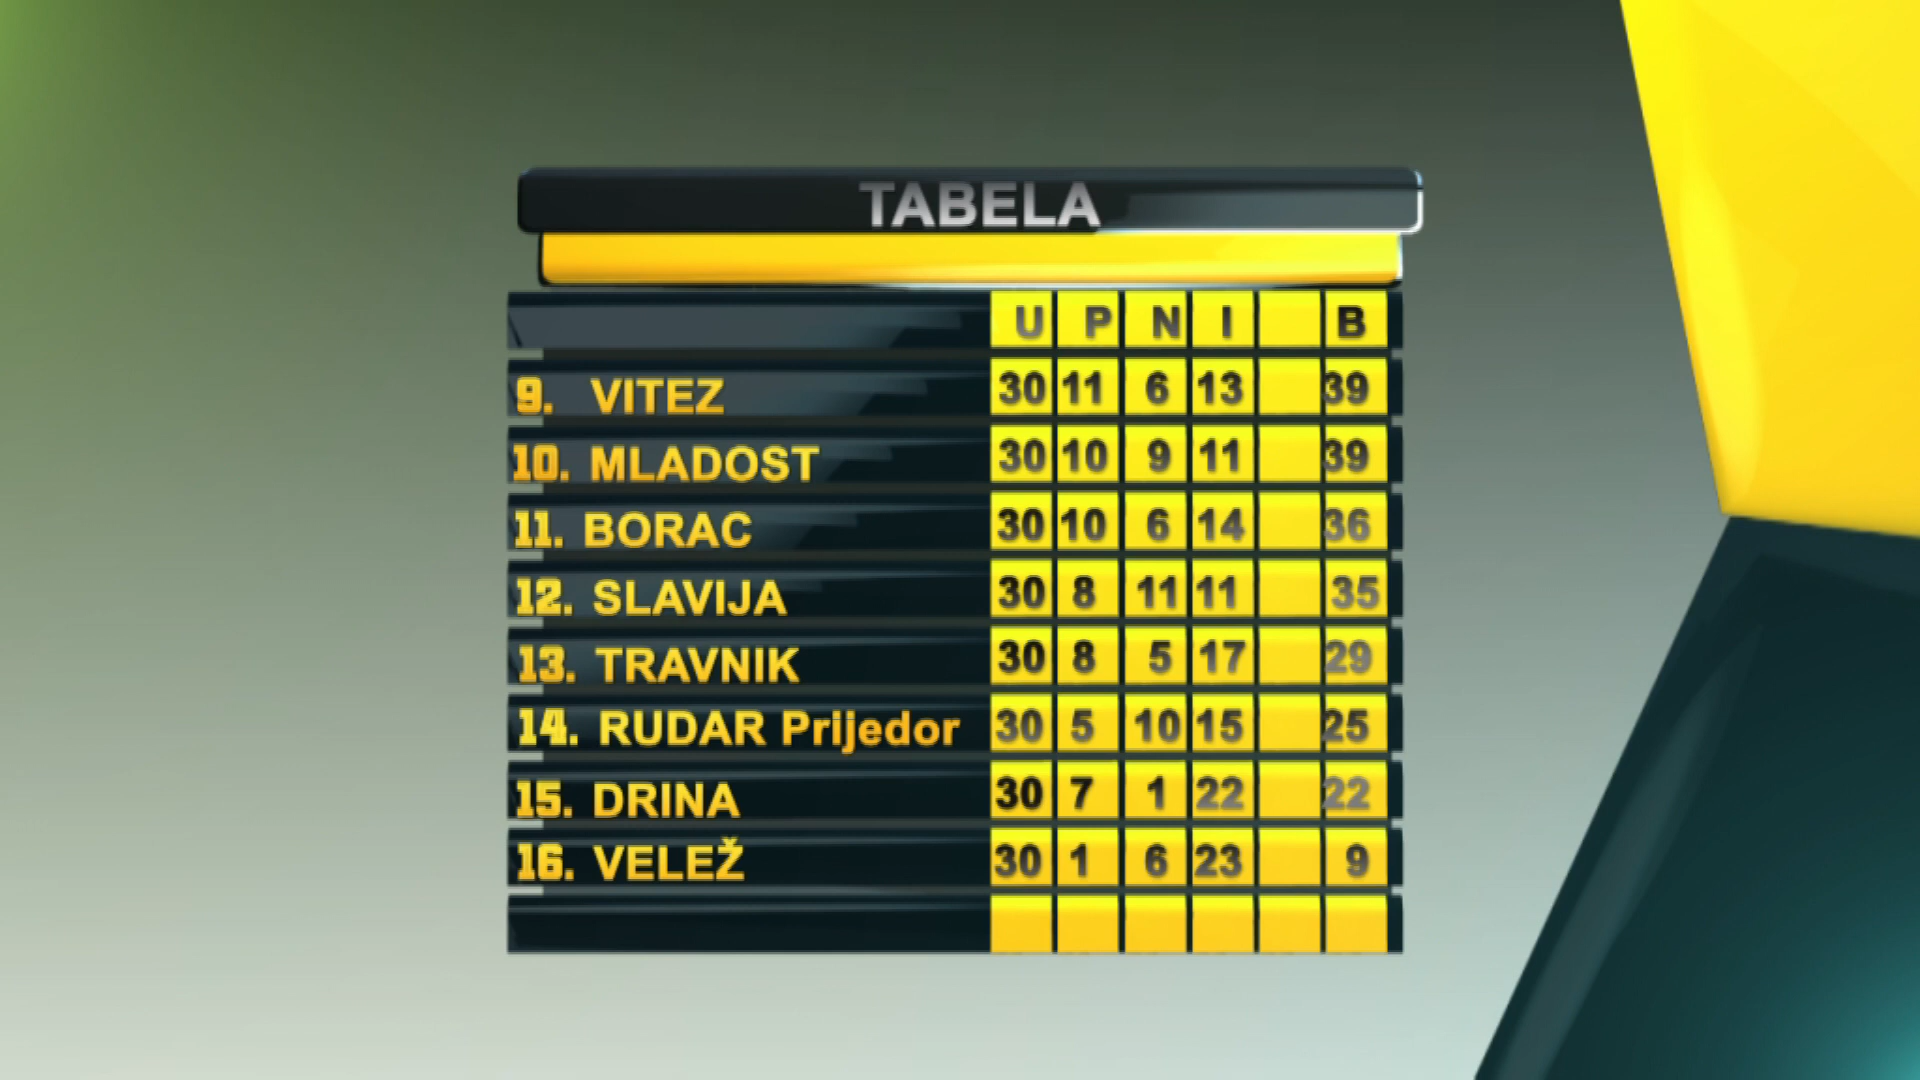 TABELA
U P N I B
9. VITEZ 30 11 6 13 39
10. MLADOST 30 10 9 11 39
11. BORAC 30 10 6 14 36
12. SLAVIJA 30 8 11 11 35
13. TRAVNIK 30 8 5 17 29
14. RUDAR Prijedor 30 5 10 15 25
15. DRINA 30 7 1 22 22
16. VELEŽ 30 1 6 23 9